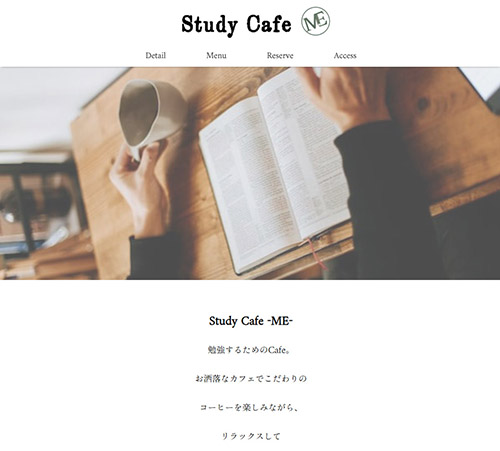 Study Cafe ME
Detail Menu Reserve Access
Study Cafe -ME-
勉強するためのCafe。
お洒落なカフェでこだわりの
コーヒーを楽しみながら、
リラックスして